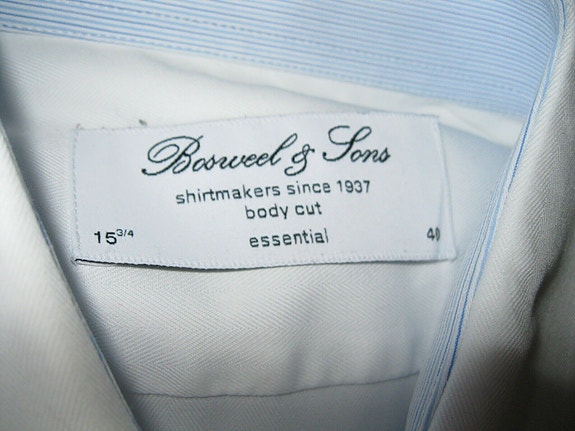 Bosweel & Sons
shirtmakers since 1937
body cut
15 3/4 essential 40